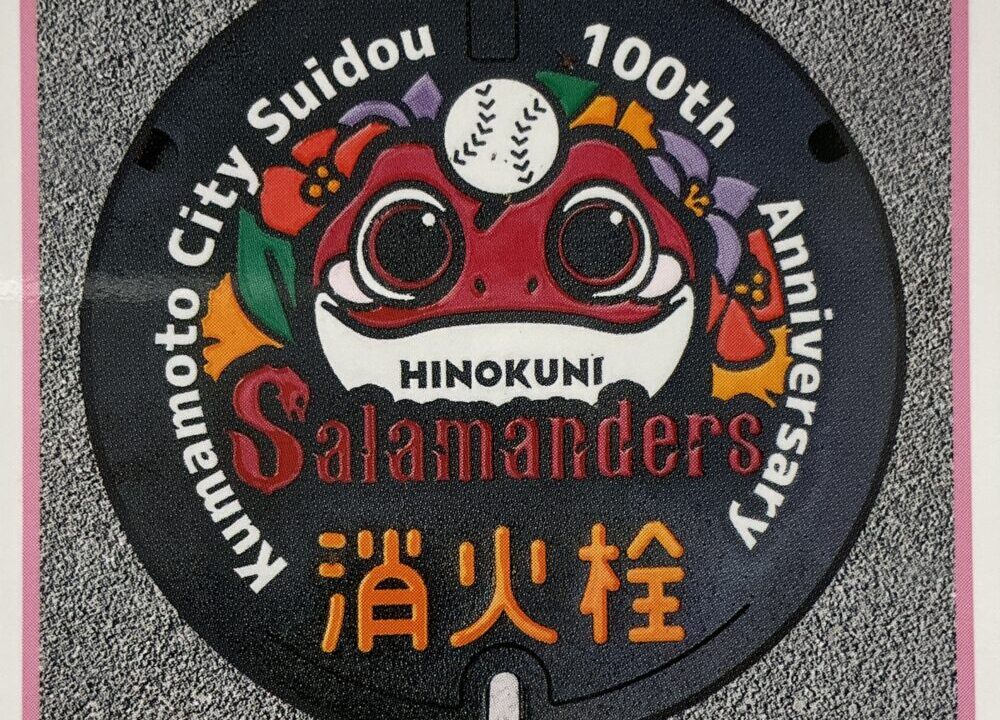 Kumamoto City Suidou 100th Anniversary
HINOKUNI
Salamanders
消火栓